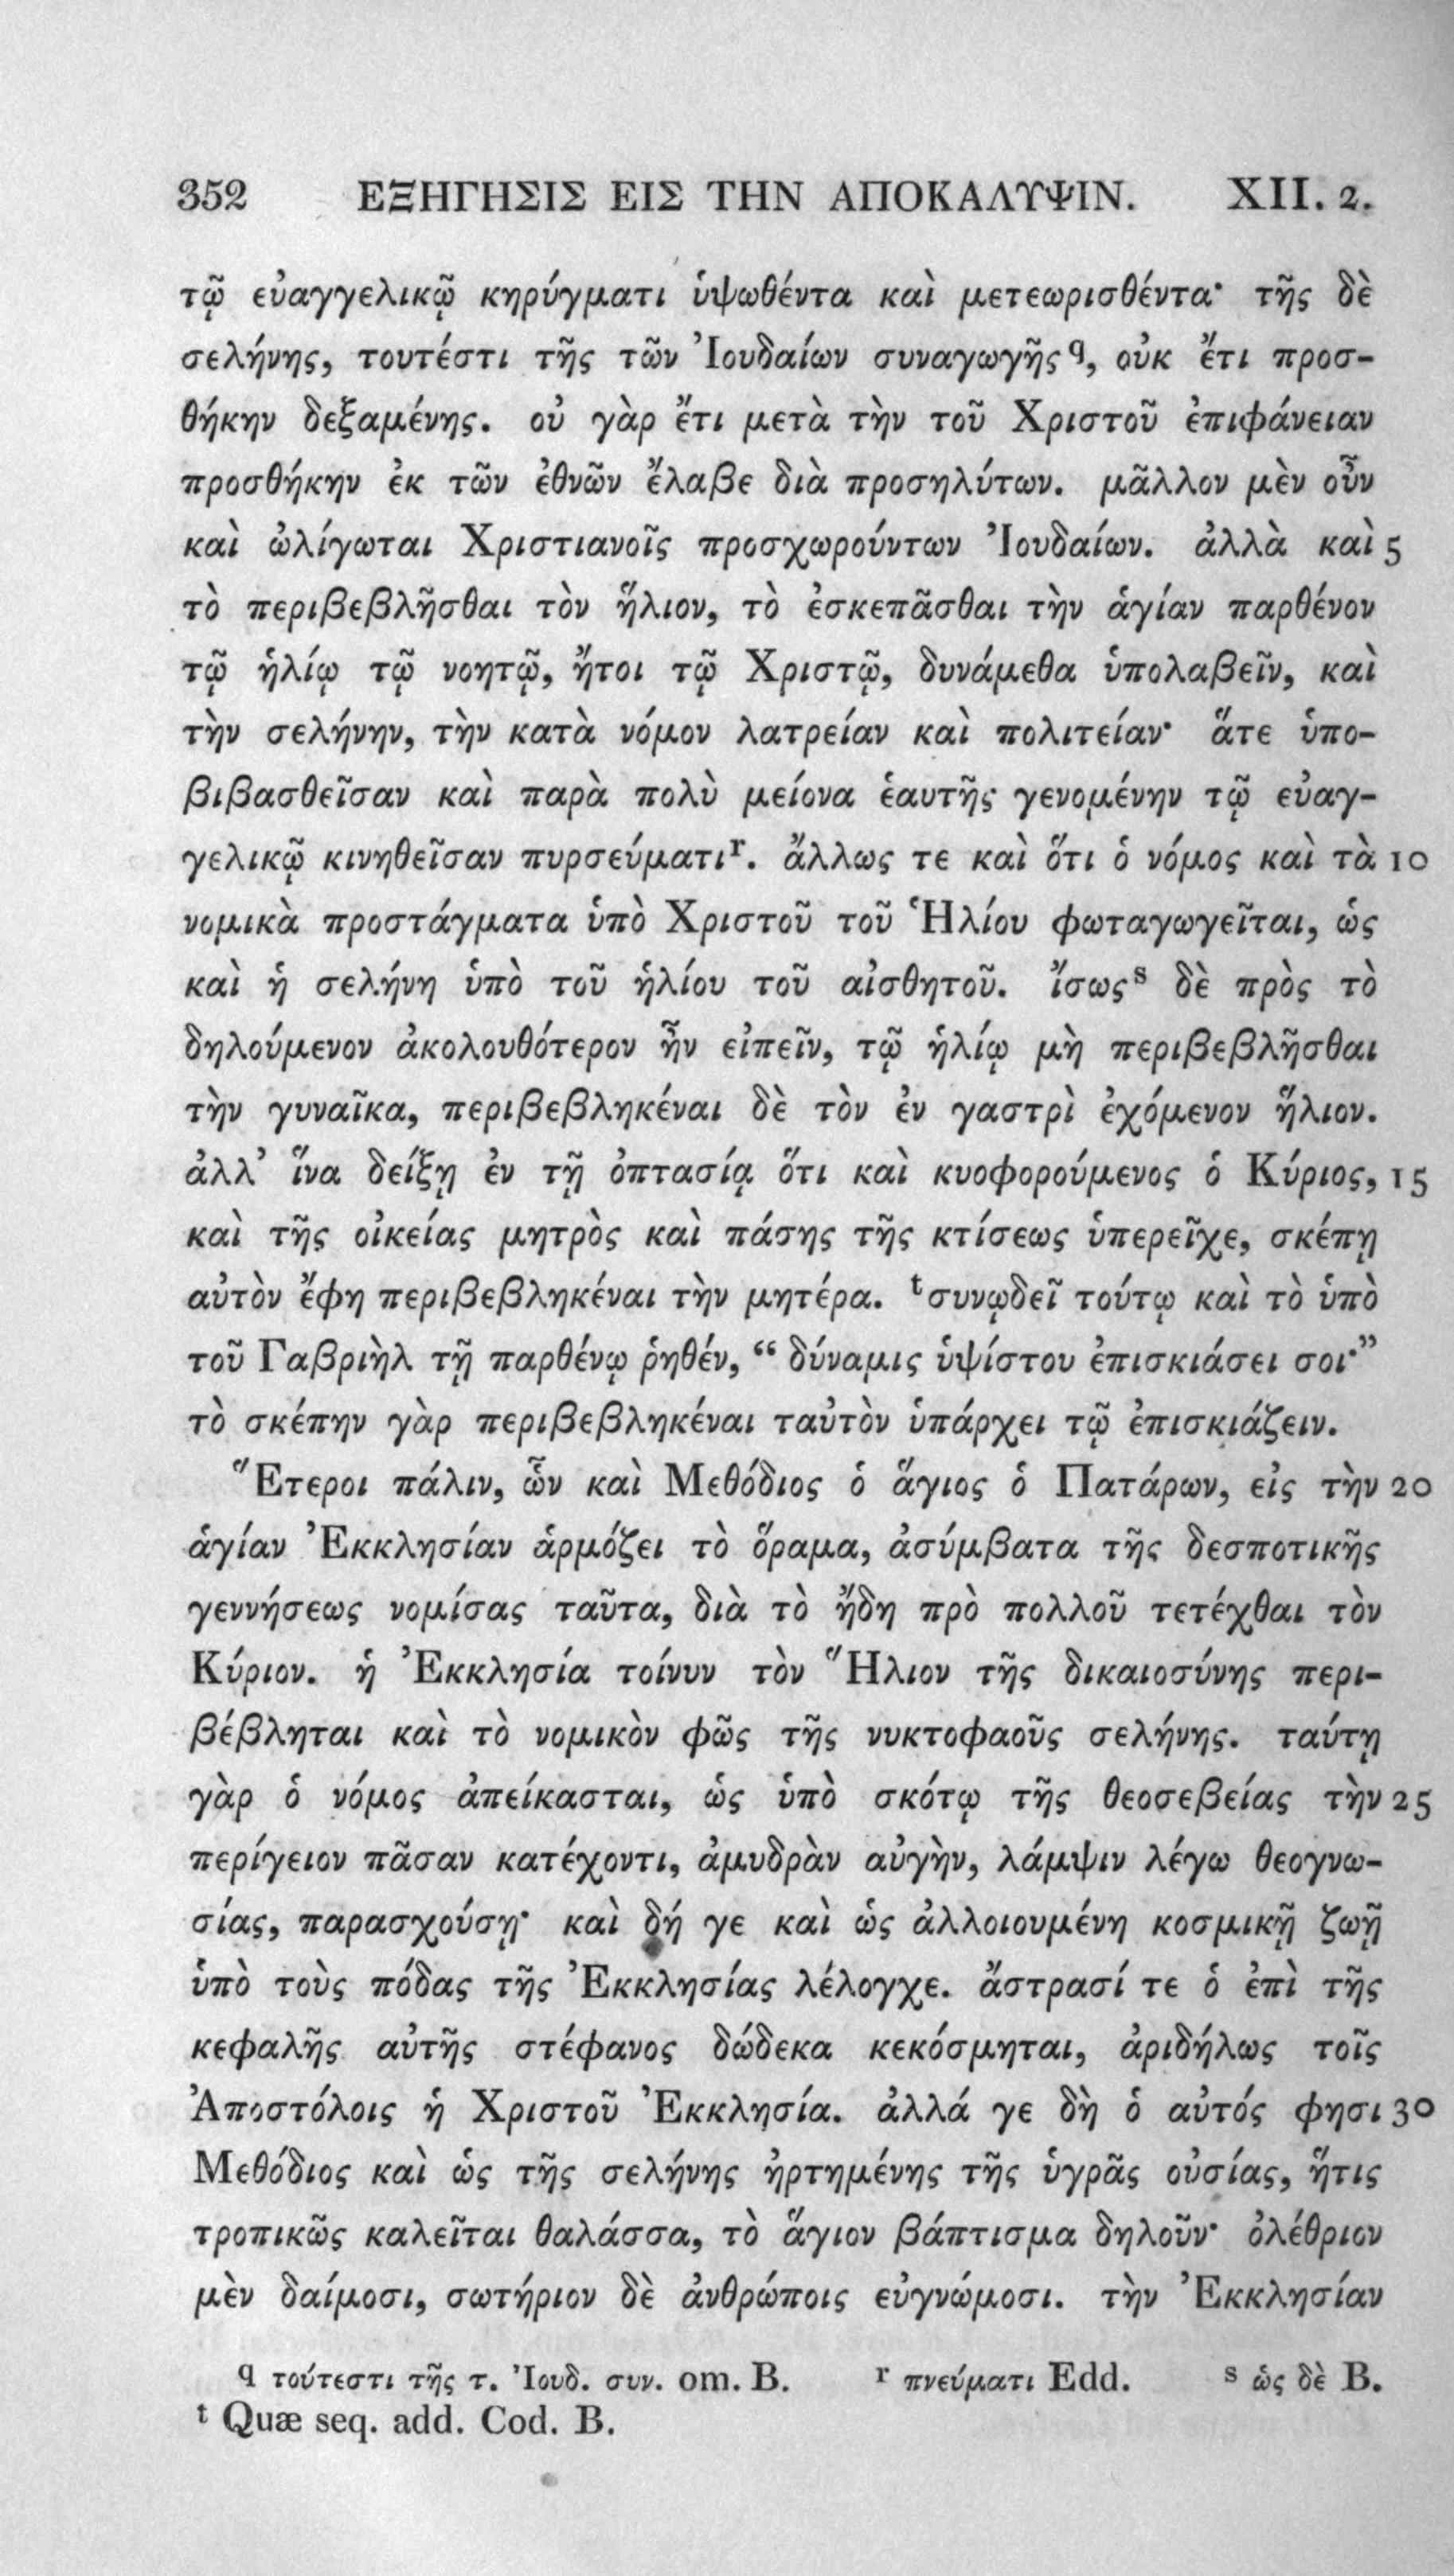 352 ΕΞΗΓΗΣΙΣ ΕΙΣ ΤΗΝ ΑΠΟΚΑΛΥΨΙΝ. XII. 2.
τῷ εὐαγγελικῷ κηρύγματι ὑψωθέντα καὶ μετεωρισθέντα· τῆς δὲ
σελήνης, τουτέστι τῆς τῶν Ἰουδαίων συναγωγῆς q, οὐκ ἔτι προσ-
θήκην δεξαμένης. οὐ γὰρ ἔτι μετὰ τὴν τοῦ Χριστοῦ ἐπιφάνειαν
προσθήκην ἐκ τῶν ἐθνῶν ἔλαβε διὰ προσηλύτων. μᾶλλον μὲν οὖν
καὶ ὠλίγωται Χριστιανοῖς προσχωρούντων Ἰουδαίων. ἀλλὰ καὶ 5
τὸ περιβεβλῆσθαι τὸν ἥλιον, τὸ ἐσκεπᾶσθαι τὴν ἁγίαν παρθένον
τῷ ἡλίῳ τῷ νοητῷ, ἤτοι τῷ Χριστῷ, δυνάμεθα ὑπολαβεῖν, καὶ
τὴν σελήνην, τὴν κατὰ νόμον λατρείαν καὶ πολιτείαν· ἅτε ὑπο-
βιβασθεῖσαν καὶ παρὰ πολὺ μείονα ἑαυτῆς γενομένην τῷ εὐαγ-
γελικῷ κινηθεῖσαν πυρσεύματι r. ἄλλως τε καὶ ὅτι ὁ νόμος καὶ τὰ 10
νομικὰ προστάγματα ὑπὸ Χριστοῦ τοῦ Ἡλίου φωταγωγεῖται, ὡς
καὶ ἡ σελήνη ὑπὸ τοῦ ἡλίου τοῦ αἰσθητοῦ. ἴσως s δὲ πρὸς τὸ
δηλούμενον ἀκολουθότερον ἦν εἰπεῖν, τῷ ἡλίῳ μὴ περιβεβλῆσθαι
τὴν γυναῖκα, περιβεβληκέναι δὲ τὸν ἐν γαστρὶ ἐχόμενον ἥλιον.
ἀλλ’ ἵνα δείξῃ ἐν τῇ ὀπτασίᾳ ὅτι καὶ κυοφορούμενος ὁ Κύριος, 15
καὶ τῆς οἰκείας μητρὸς καὶ πάσης τῆς κτίσεως ὑπερεῖχε, σκέπῃ
αὐτὸν ἔφη περιβεβληκέναι τὴν μητέρα. t συνῳδεῖ τούτῳ καὶ τὸ ὑπὸ
τοῦ Γαβριὴλ τῇ παρθένῳ ῥηθέν, “ δύναμις ὑψίστου ἐπισκιάσει σοι·”
τὸ σκέπην γὰρ περιβεβληκέναι ταὐτὸν ὑπάρχει τῷ ἐπισκιάζειν.
Ἕτεροι πάλιν, ὧν καὶ Μεθόδιος ὁ ἅγιος ὁ Πατάρων, εἰς τὴν 20
ἁγίαν Ἐκκλησίαν ἁρμόζει τὸ ὅραμα, ἀσύμβατα τῆς δεσποτικῆς
γεννήσεως νομίσας ταῦτα, διὰ τὸ ἤδη πρὸ πολλοῦ τετέχθαι τὸν
Κύριον. ἡ Ἐκκλησία τοίνυν τὸν Ἥλιον τῆς δικαιοσύνης περι-
βέβληται καὶ τὸ νομικὸν φῶς τῆς νυκτοφαοῦς σελήνης. ταύτῃ
γὰρ ὁ νόμος ἀπείκασται, ὡς ὑπὸ σκότῳ τῆς θεοσεβείας τὴν 25
περίγειον πᾶσαν κατέχοντι, ἀμυδρὰν αὐγὴν, λάμψιν λέγω θεογνω-
σίας, παρασχούσῃ· καὶ δή γε καὶ ὡς ἀλλοιουμένη κοσμικῇ ζωῇ
ὑπὸ τοὺς πόδας τῆς Ἐκκλησίας λέλογχε. ἄστρασί τε ὁ ἐπὶ τῆς
κεφαλῆς αὐτῆς στέφανος δώδεκα κεκόσμηται, ἀριδήλως τοῖς
Ἀποστόλοις ἡ Χριστοῦ Ἐκκλησία. ἀλλά γε δὴ ὁ αὐτός φησι 30
Μεθόδιος καὶ ὡς τῆς σελήνης ἠρτημένης τῆς ὑγρᾶς οὐσίας, ἥτις
τροπικῶς καλεῖται θαλάσσα, τὸ ἅγιον βάπτισμα δηλοῦν· ὀλέθριον
μὲν δαίμοσι, σωτήριον δὲ ἀνθρώποις εὐγνώμοσι. τὴν Ἐκκλησίαν
q τούτεστι τῆς τ. Ἰουδ. συν. om. B. r πνεύματι Edd. s ὡς δὲ B.
t Quæ seq. add. Cod. B.